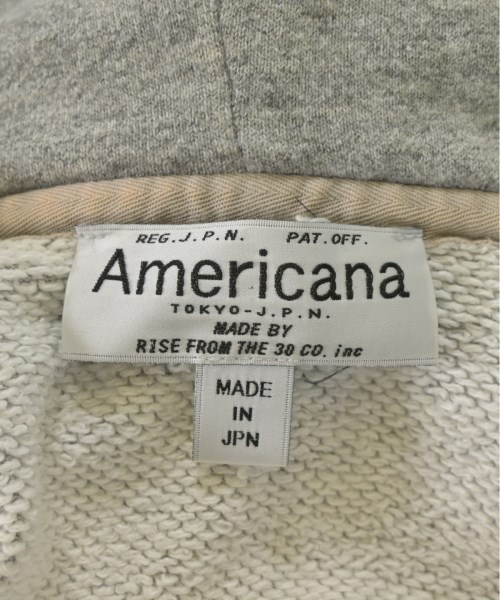 REG.J.P.N. PAT.OFF.
Americana
TOKYO-J.P.N.
MADE BY
RISE FROM THE 30 CO. inc
MADE
IN
JPN